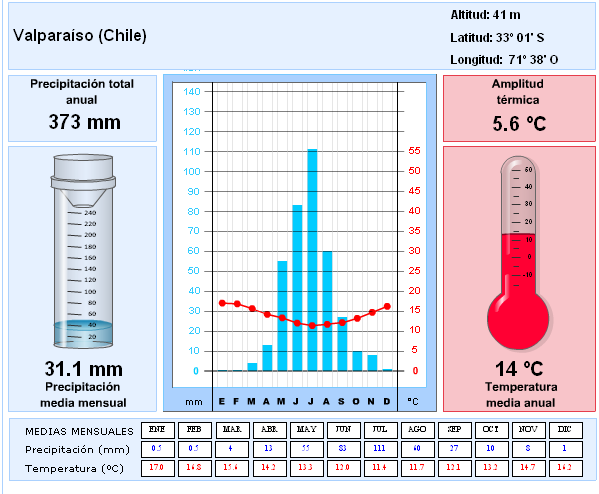 Valparaíso (Chile)
Altitud: 41 m
Latitud: 33º 01' S
Longitud: 71º 38' O
Precipitación total
anual
373 mm
Amplitud
térmica
5.6 ºC
140
130
120
110
100
90
80
70
60
50
40
30
20
10
0
55
50
45
40
35
30
25
20
15
10
5
0
mm
E F M A M J J A S O N D
ºC
240
220
200
180
160
140
120
100
80
60
40
20
31.1 mm
Precipitación
media mensual
50
40
30
20
10
0
-10
14 ºC
Temperatura
media anual
MEDIAS MENSUALES ENE FEB MAR ABR MAY JUN JUL AGO SEP OCT NOV DIC
Precipitación (mm) 0.5 0.5 4 13 55 83 111 60 27 10 8 1
Temperatura (ºC) 17.0 16.8 15.6 14.2 13.3 12.0 11.4 11.7 12.1 13.2 14.7 16.2